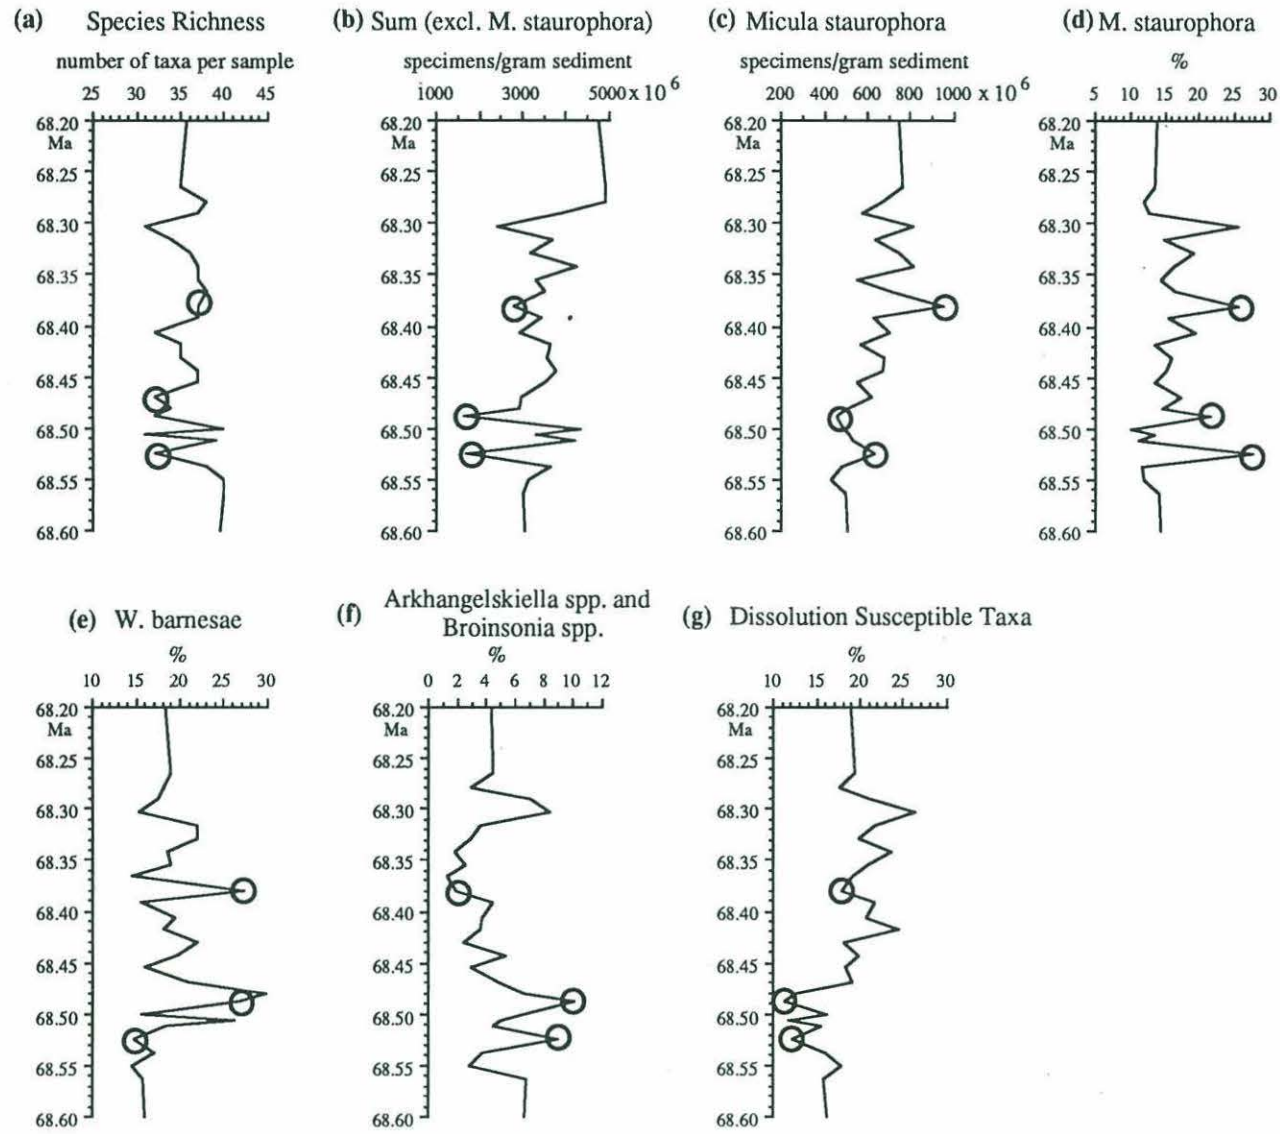 (a) Species Richness
number of taxa per sample
25 30 35 40 45
68.20
Ma
68.25
68.30
68.35
68.40
68.45
68.50
68.55
68.60
(b) Sum (excl. M. staurophora)
specimens/gram sediment
1000 3000 5000 x 10^6
68.20
Ma
68.25
68.30
68.35
68.40
68.45
68.50
68.55
68.60
(c) Micula staurophora
specimens/gram sediment
200 400 600 800 1000 x 10^6
68.20
Ma
68.25
68.30
68.35
68.40
68.45
68.50
68.55
68.60
(d) M. staurophora
%
5 10 15 20 25 30
68.20
Ma
68.25
68.30
68.35
68.40
68.45
68.50
68.55
68.60
(e) W. barnesae
%
10 15 20 25 30
68.20
Ma
68.25
68.30
68.35
68.40
68.45
68.50
68.55
68.60
(f) Arkhangelskiella spp. and
Broinsonia spp.
%
0 2 4 6 8 10 12
68.20
Ma
68.25
68.30
68.35
68.40
68.45
68.50
68.55
68.60
(g) Dissolution Susceptible Taxa
%
10 15 20 25 30
68.20
Ma
68.25
68.30
68.35
68.40
68.45
68.50
68.55
68.60